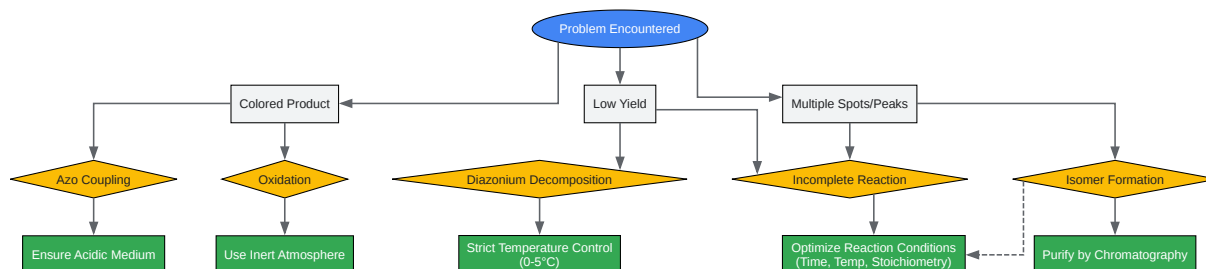 Problem Encountered
Colored Product
Low Yield
Multiple Spots/Peaks
Azo Coupling
Oxidation
Diazonium Decomposition
Incomplete Reaction
Isomer Formation
Ensure Acidic Medium
Use Inert Atmosphere
Strict Temperature Control
(0-5°C)
Optimize Reaction Conditions
(Time, Temp, Stoichiometry)
Purify by Chromatography